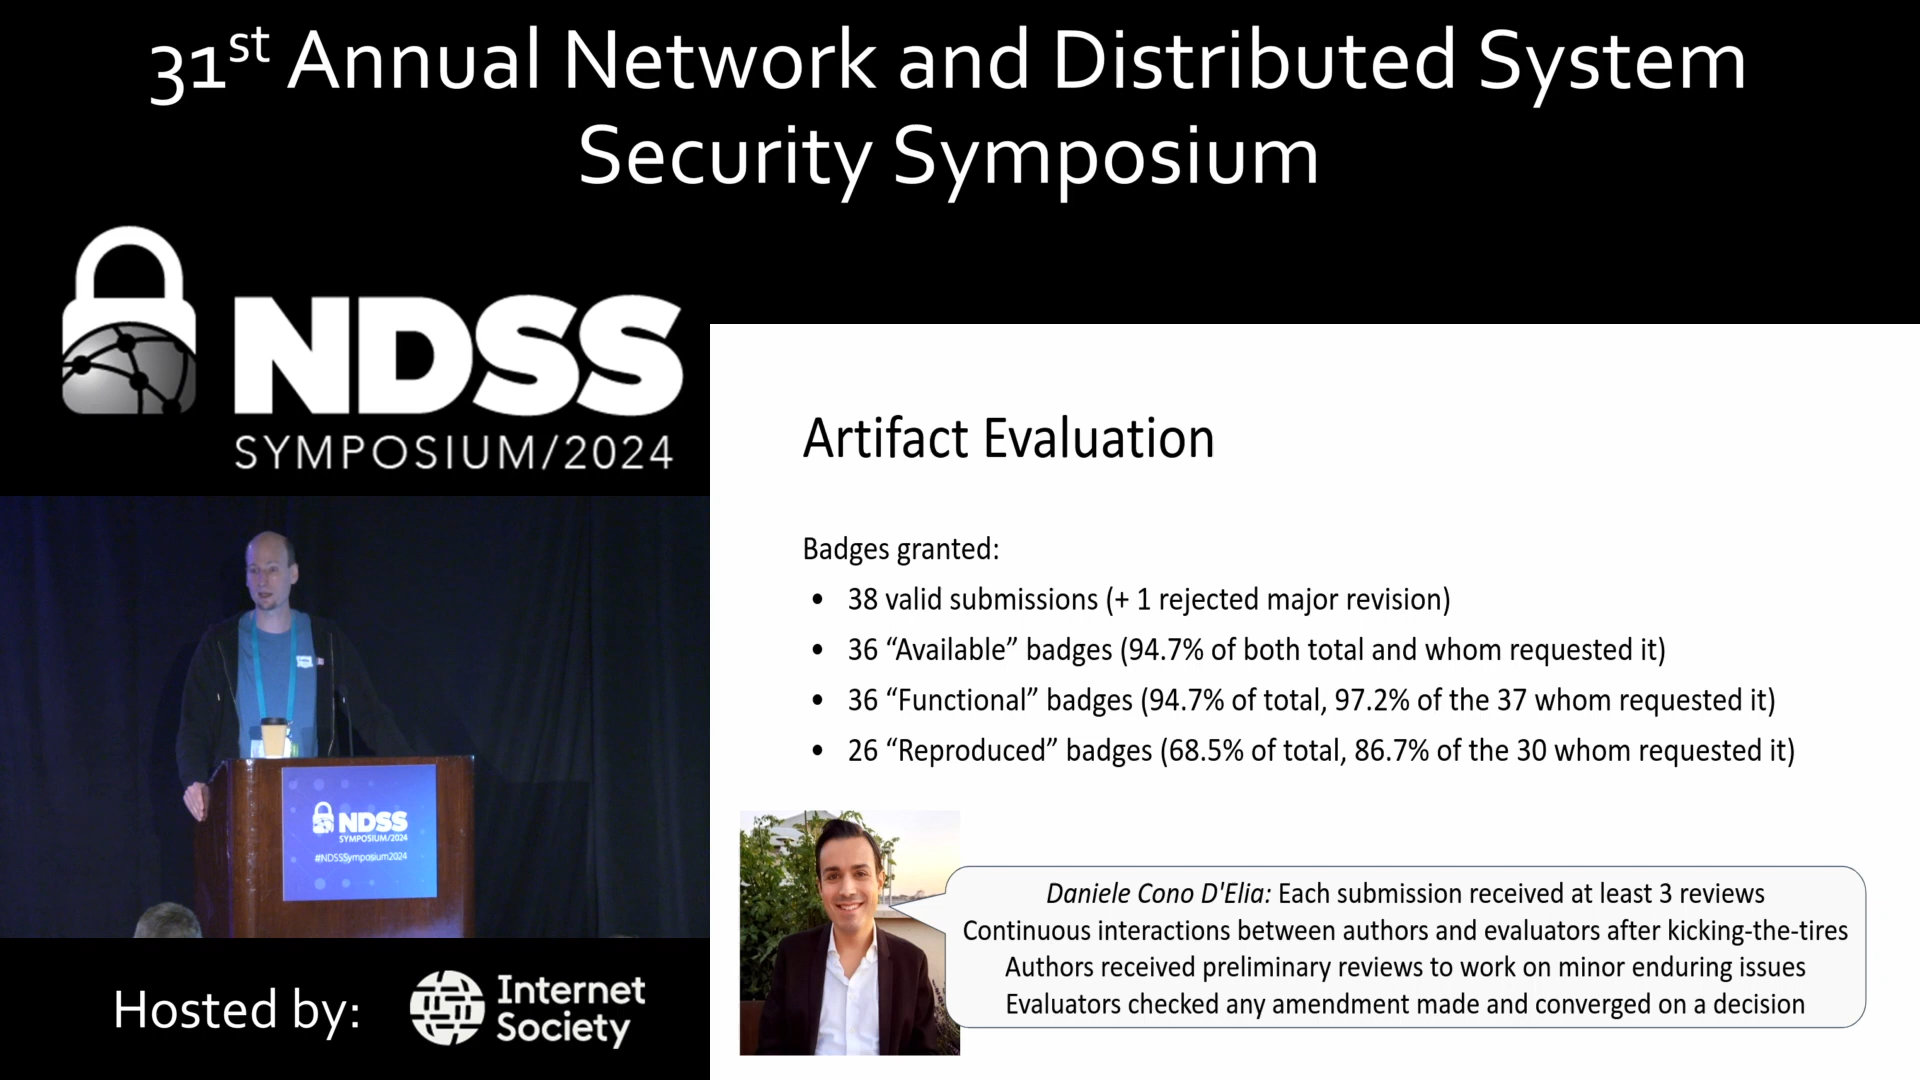 31st Annual Network and Distributed System
Security Symposium
NDSS
SYMPOSIUM/2024
Artifact Evaluation
Badges granted:
• 38 valid submissions (+ 1 rejected major revision)
• 36 “Available” badges (94.7% of both total and whom requested it)
• 36 “Functional” badges (94.7% of total, 97.2% of the 37 whom requested it)
• 26 “Reproduced” badges (68.5% of total, 86.7% of the 30 whom requested it)
Daniele Cono D'Elia: Each submission received at least 3 reviews
Continuous interactions between authors and evaluators after kicking-the-tires
Authors received preliminary reviews to work on minor enduring issues
Evaluators checked any amendment made and converged on a decision
NDSS
SYMPOSIUM/2024
#NDSSSymposium2024
Hosted by:
Internet
Society